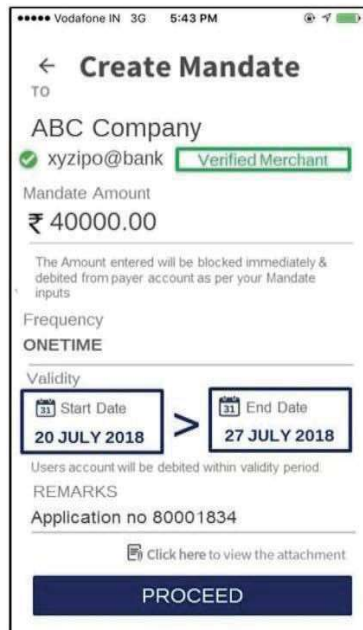 ••••• Vodafone IN 3G 5:43 PM
← Create Mandate
TO
ABC Company
xyzipo@bank Verified Merchant
Mandate Amount
₹ 40000.00
The Amount entered will be blocked immediately &
debited from payer account as per your Mandate
inputs
Frequency
ONETIME
Validity
31 Start Date > 31 End Date
20 JULY 2018 27 JULY 2018
Users account will be debited within validity period
REMARKS
Application no 80001834
Click here to view the attachment
PROCEED